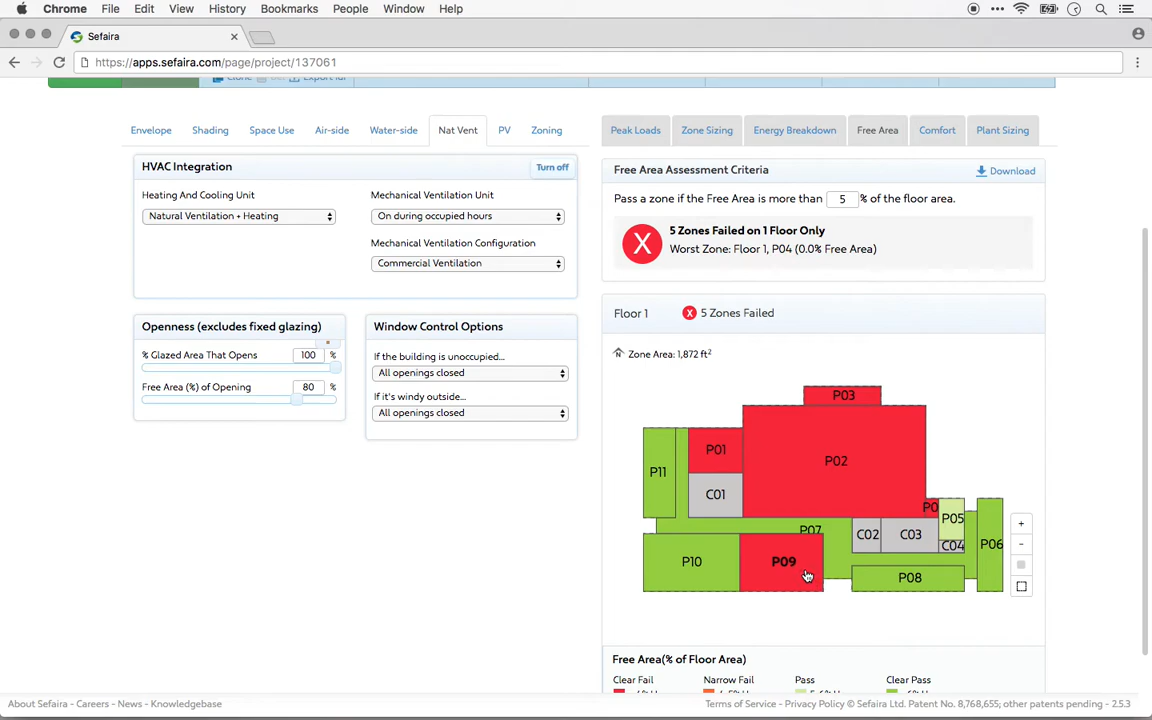 Chrome File Edit View History Bookmarks People Window Help
Sefaira
https://apps.sefaira.com/page/project/137061
Clone Export for
Envelope Shading Space Use Air-side Water-side Nat Vent PV Zoning
Peak Loads Zone Sizing Energy Breakdown Free Area Comfort Plant Sizing
HVAC Integration Turn off
Heating And Cooling Unit
Natural Ventilation + Heating
Mechanical Ventilation Unit
On during occupied hours
Mechanical Ventilation Configuration
Commercial Ventilation
Openness (excludes fixed glazing)
% Glazed Area That Opens 100 %
Free Area (%) of Opening 80 %
Window Control Options
If the building is unoccupied...
All openings closed
If it's windy outside...
All openings closed
Free Area Assessment Criteria Download
Pass a zone if the Free Area is more than 5 % of the floor area.
X
5 Zones Failed on 1 Floor Only
Worst Zone: Floor 1, P04 (0.0% Free Area)
Floor 1 X 5 Zones Failed
N Zone Area: 1,872 ft²
P03
P01 P02
P11
C01
P0 P05
P07 C02 C03 C04 P06
P10 P09 P08
+
-
Free Area(% of Floor Area)
Clear Fail Narrow Fail Pass Clear Pass
About Sefaira - Careers - News - Knowledgebase
Terms of Service - Privacy Policy © Sefaira Ltd. Patent No. 8,768,655; other patents pending - 2.5.3